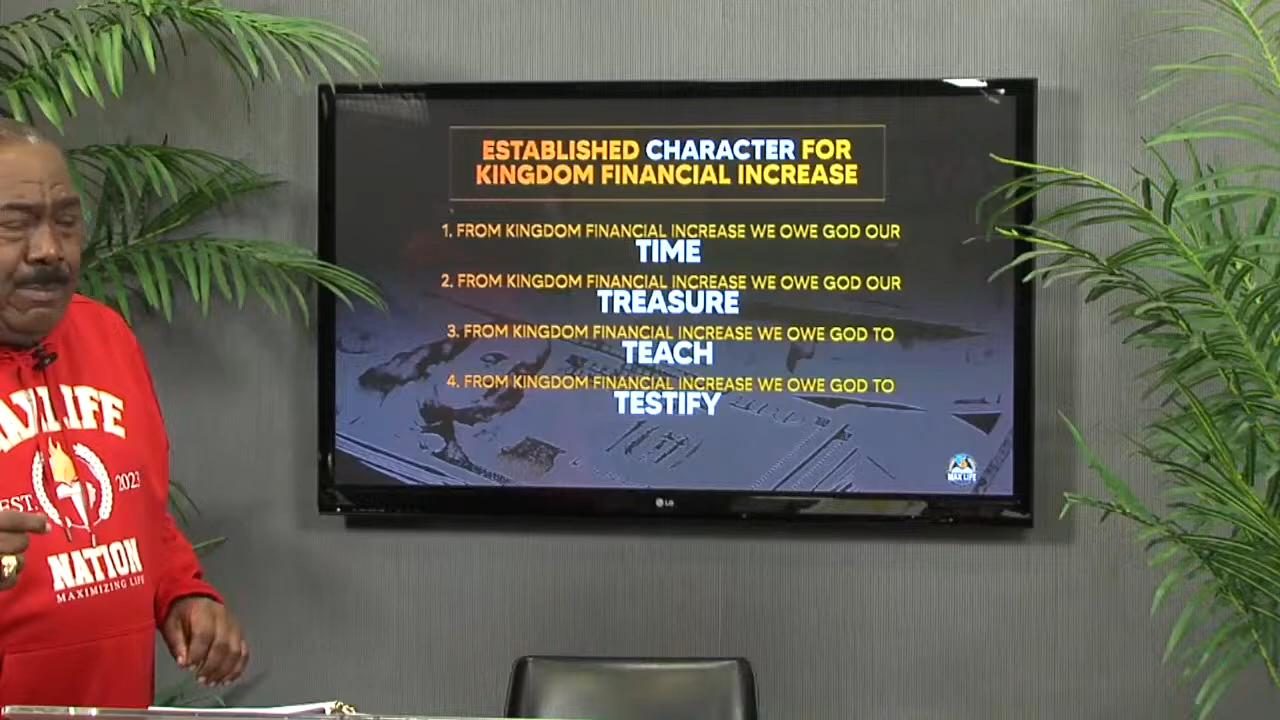 ESTABLISHED CHARACTER FOR
KINGDOM FINANCIAL INCREASE
1. FROM KINGDOM FINANCIAL INCREASE WE OWE GOD OUR
TIME
2. FROM KINGDOM FINANCIAL INCREASE WE OWE GOD OUR
TREASURE
3. FROM KINGDOM FINANCIAL INCREASE WE OWE GOD TO
TEACH
4. FROM KINGDOM FINANCIAL INCREASE WE OWE GOD TO
TESTIFY
MAX LIFE
LG
LIFE
EST. 2023
NATION
MAXIMIZING LIFE